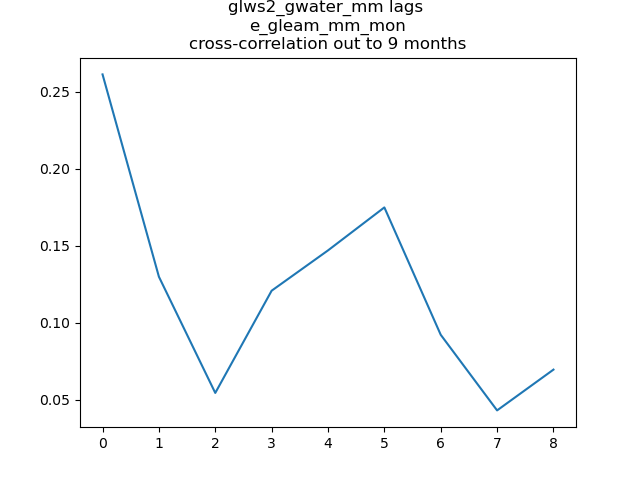 glws2_gwater_mm lags
e_gleam_mm_mon
cross-correlation out to 9 months
0.25
0.20
0.15
0.10
0.05
0 1 2 3 4 5 6 7 8